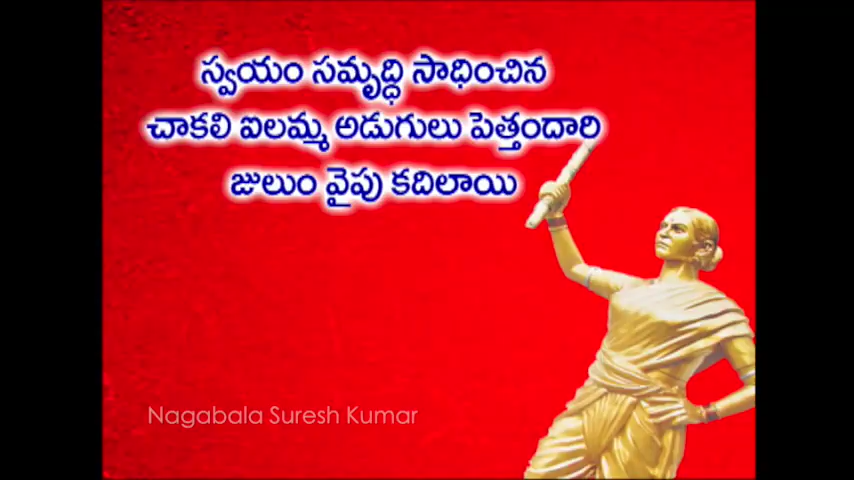 స్వయం సమృద్ధి సాధించిన
చాకలి ఐలమ్మ అడుగులు పెత్తందారి
జులుం వైపు కదిలాయి
Nagabala Suresh Kumar